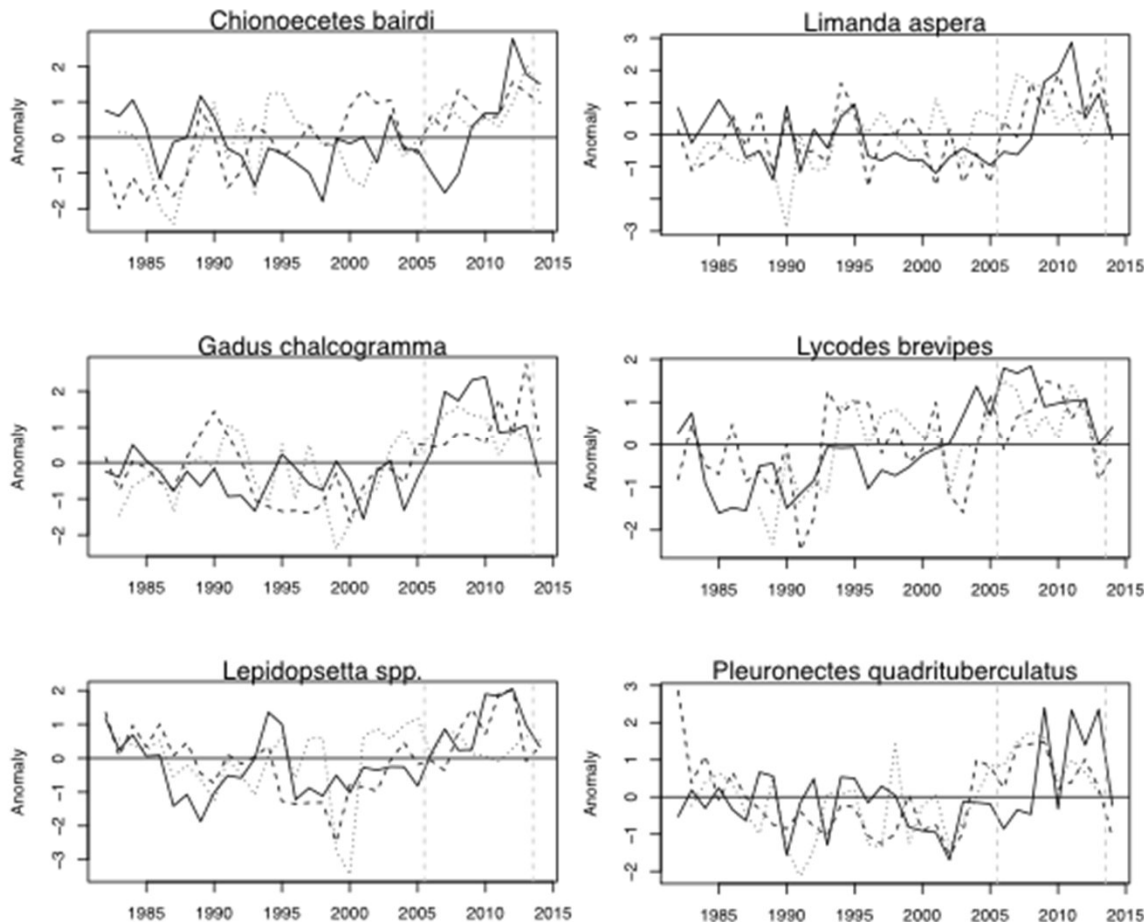 Chionoecetes bairdi
Anomaly
2
1
0
−1
−2
1985 1990 1995 2000 2005 2010 2015
Limanda aspera
Anomaly
3
2
1
0
−1
−3
1985 1990 1995 2000 2005 2010 2015
Gadus chalcogramma
Anomaly
2
1
0
−1
−2
1985 1990 1995 2000 2005 2010 2015
Lycodes brevipes
Anomaly
2
1
0
−1
−2
1985 1990 1995 2000 2005 2010 2015
Lepidopsetta spp.
Anomaly
2
1
0
−1
−2
−3
1985 1990 1995 2000 2005 2010 2015
Pleuronectes quadrituberculatus
Anomaly
3
2
1
0
−1
−2
1985 1990 1995 2000 2005 2010 2015